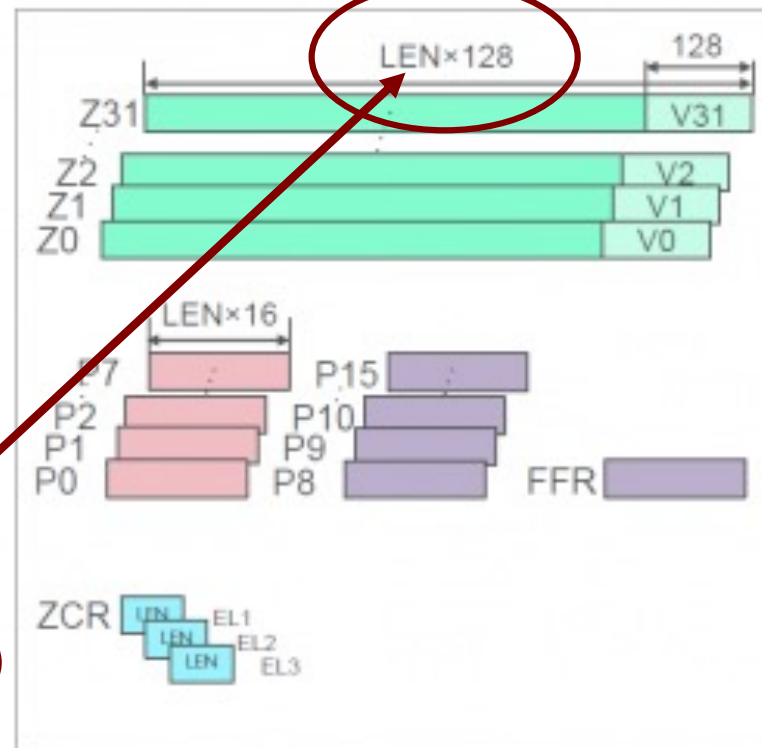 LEN×128
128
Z31
V31
Z2
V2
Z1
V1
Z0
V0
LEN×16
P7
P15
P2
P10
P1
P9
P0
P8
FFR
ZCR
LEN
EL1
LEN
EL2
LEN
EL3